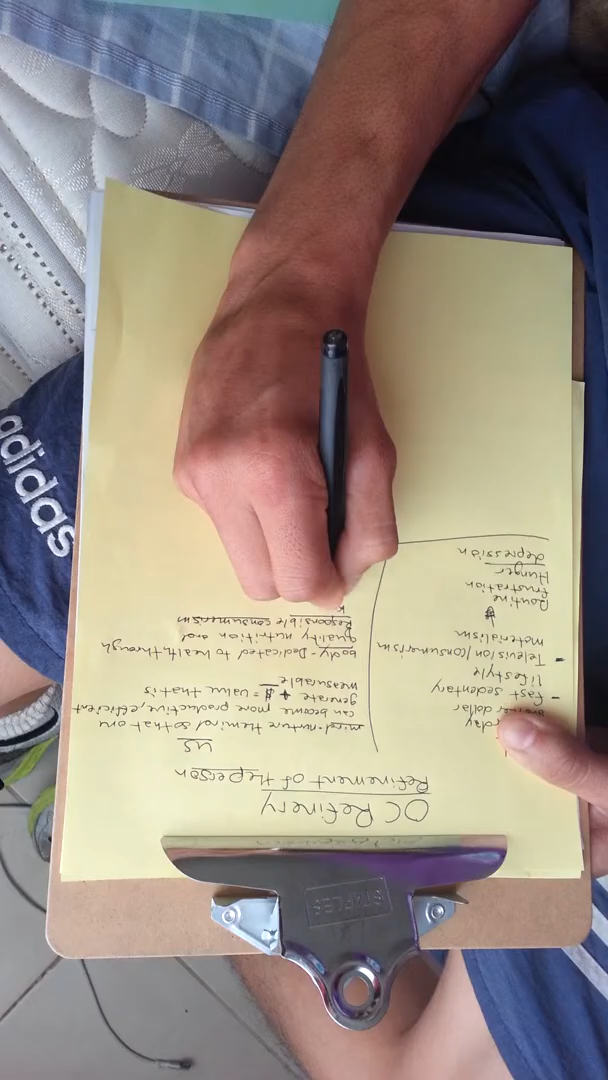 OC Refinery
Refinement of the person
another dollar
- Fast sedentary
lifestyle
- Television/consumerism
materialism
Routine
frustration
Hunger
depression
US
mind-nurture the mind so that one
can become more productive, efficient
generate + $ = value that is
measurable
body - Dedicated to health through
quality nutrition and
Responsible consumerism
adidas
STAPLES